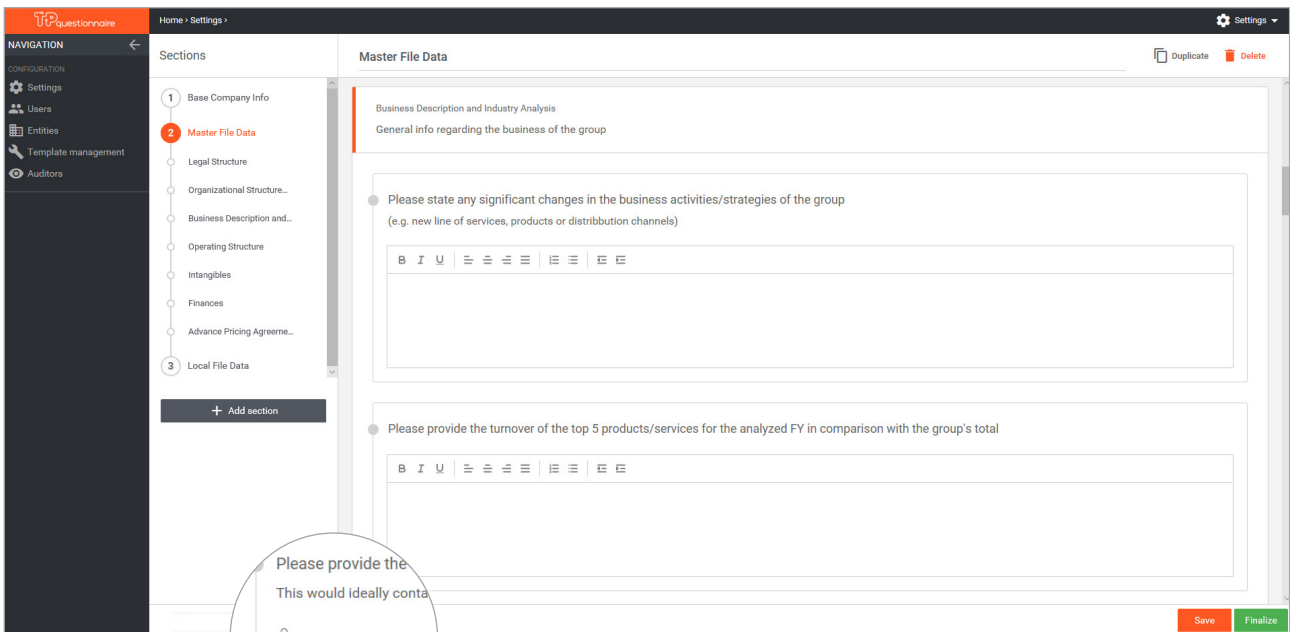 TPquestionnaire
Home › Settings ›
Settings
NAVIGATION
CONFIGURATION
Settings
Users
Entities
Template management
Auditors
Sections
1 Base Company Info
2 Master File Data
Legal Structure
Organizational Structure...
Business Description and...
Operating Structure
Intangibles
Finances
Advance Pricing Agreeme...
3 Local File Data
+ Add section
Master File Data
Duplicate
Delete
Business Description and Industry Analysis
General info regarding the business of the group
Please state any significant changes in the business activities/strategies of the group
(e.g. new line of services, products or distribbution channels)
B I U
Please provide the turnover of the top 5 products/services for the analyzed FY in comparison with the group's total
B I U
Please provide the
This would ideally conta
Save
Finalize